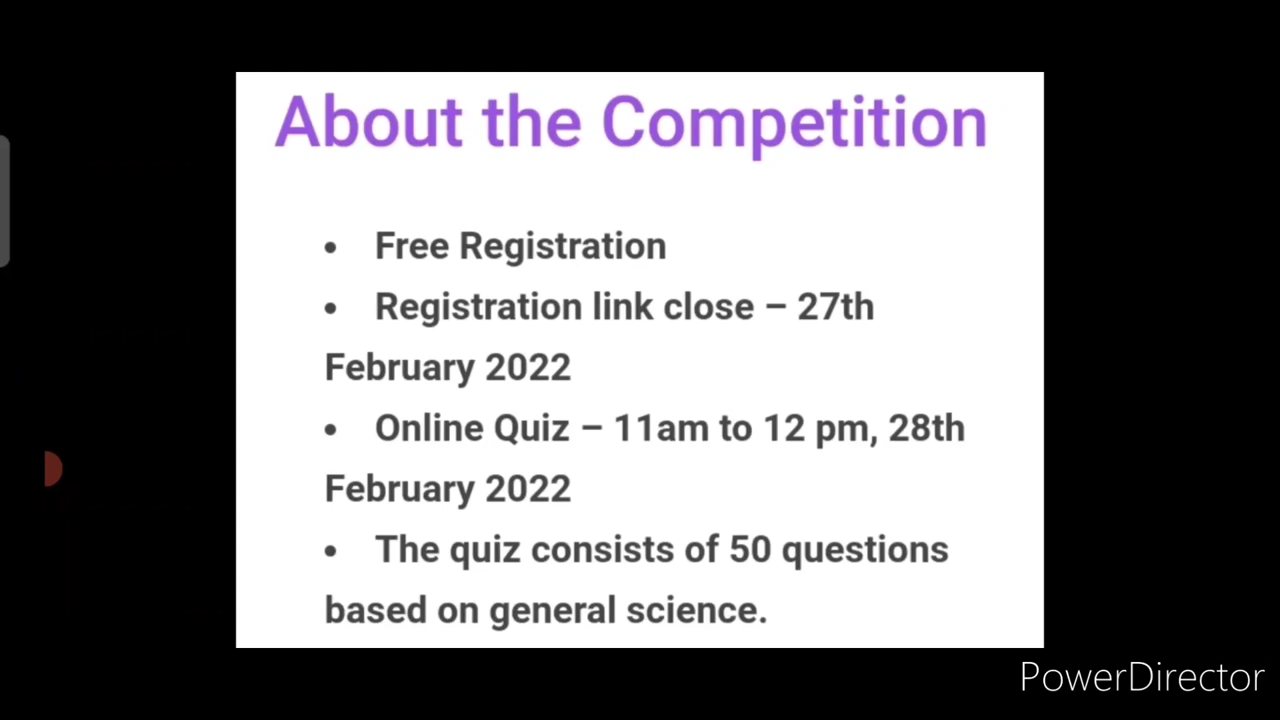 About the Competition
• Free Registration
• Registration link close – 27th
February 2022
• Online Quiz – 11am to 12 pm, 28th
February 2022
• The quiz consists of 50 questions
based on general science.
PowerDirector